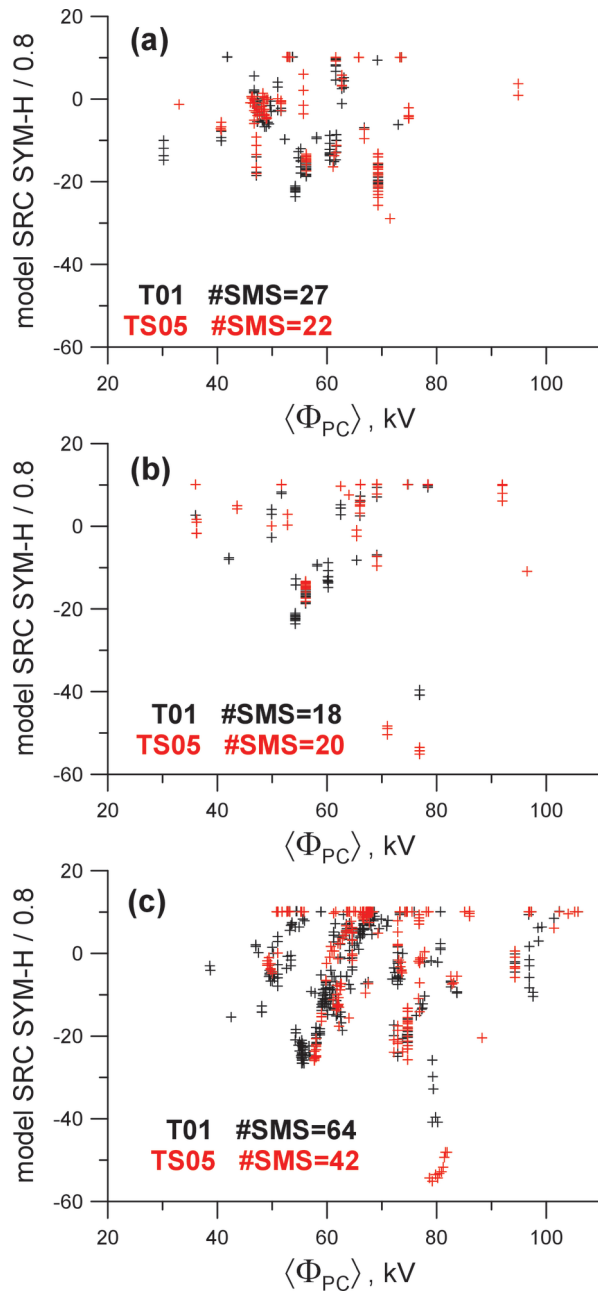 (a)
20
0
-20
-40
-60
model SRC SYM-H / 0.8
T01 #SMS=27
TS05 #SMS=22
20 40 60 80 100
⟨Φ_PC⟩, kV
(b)
20
0
-20
-40
-60
model SRC SYM-H / 0.8
T01 #SMS=18
TS05 #SMS=20
20 40 60 80 100
⟨Φ_PC⟩, kV
(c)
20
0
-20
-40
-60
model SRC SYM-H / 0.8
T01 #SMS=64
TS05 #SMS=42
20 40 60 80 100
⟨Φ_PC⟩, kV